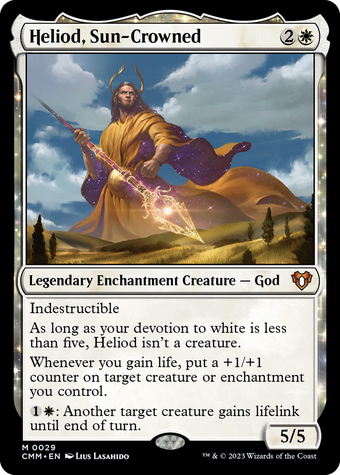 Heliod, Sun-Crowned 2
Legendary Enchantment Creature — God
Indestructible
As long as your devotion to white is less
than five, Heliod isn't a creature.
Whenever you gain life, put a +1/+1
counter on target creature or enchantment
you control.
1 : Another target creature gains lifelink
until end of turn.
5/5
M 0029
CMM • EN Lius Lasahido
™ & © 2023 Wizards of the Coast